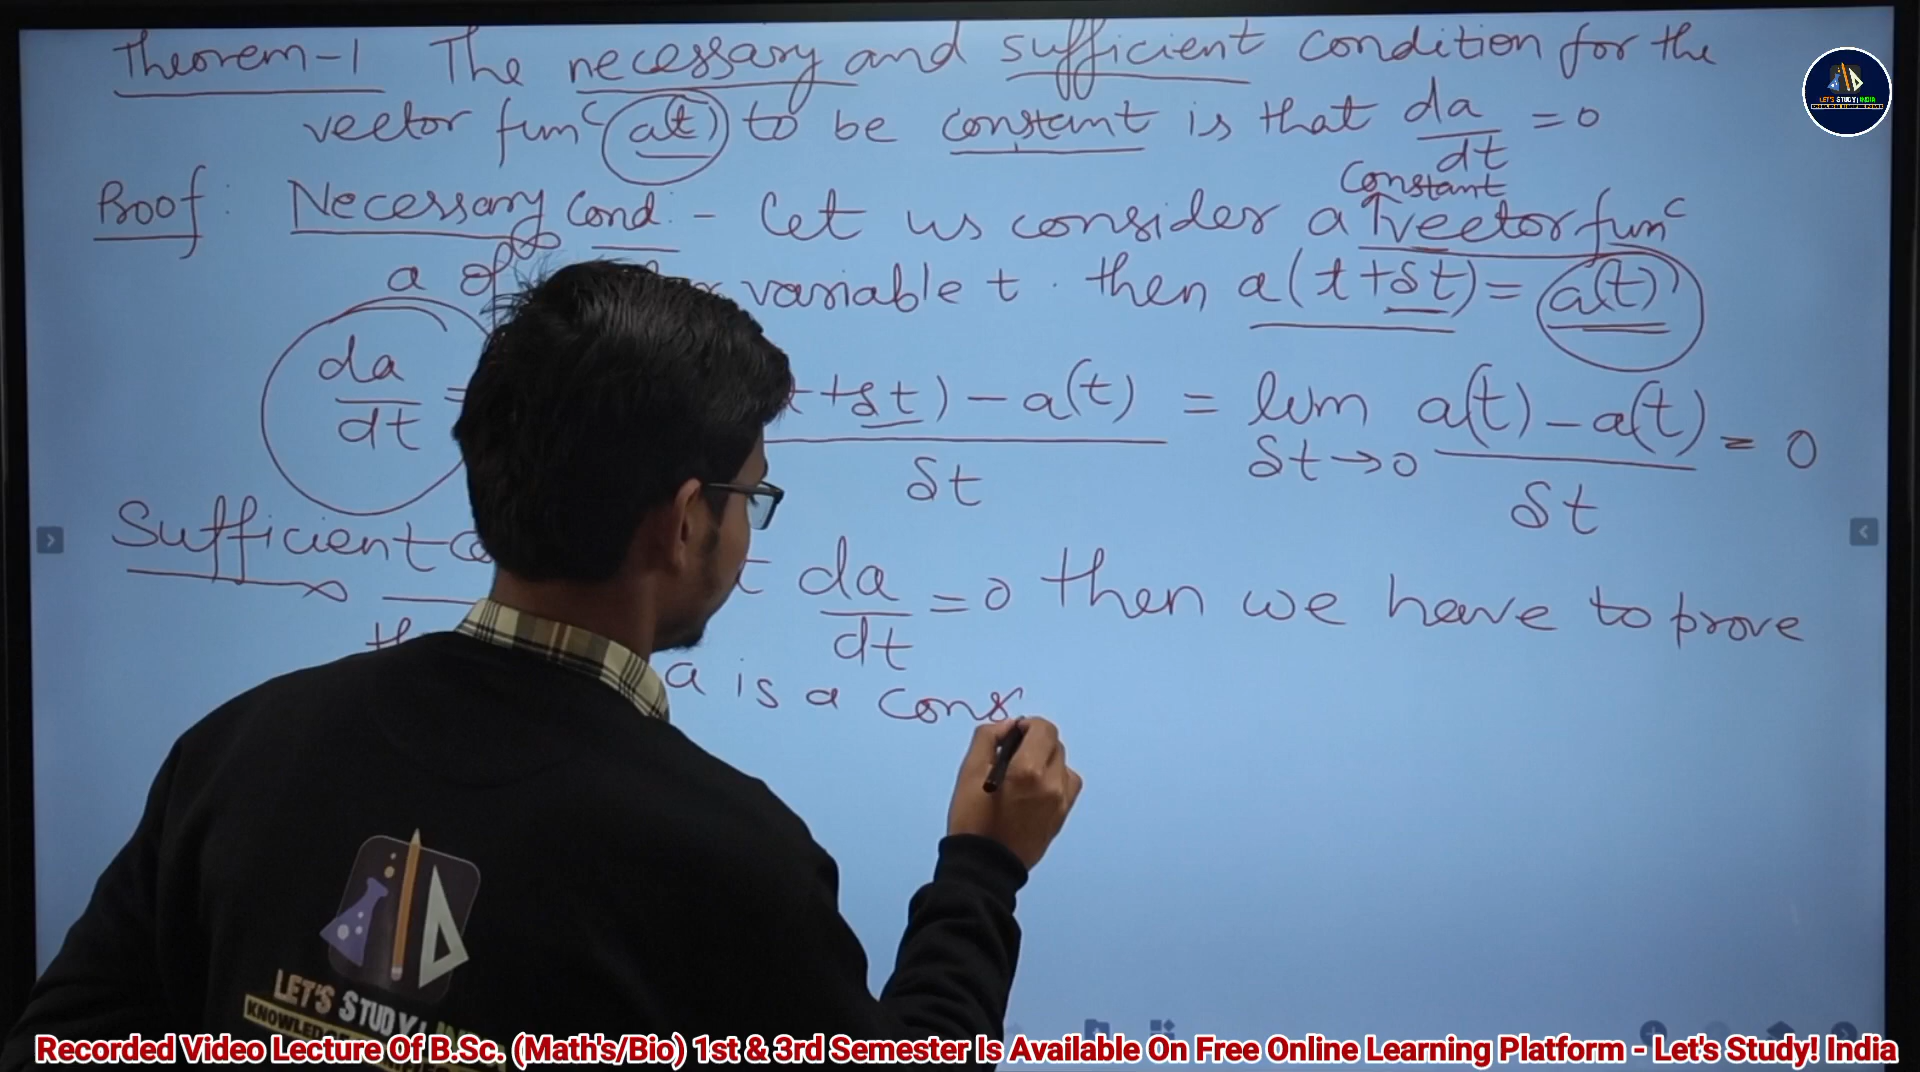 Theorem-1 The necessary and sufficient condition for the
vector funᶜ a(t) to be constant is that da/dt = 0
Proof: Necessary Cond. - Let us consider a constant vector funᶜ
a of variable t. then a(t+δt) = a(t)
da/dt = +δt) - a(t) / δt = lim δt→0 a(t) - a(t) / δt = 0
Sufficient da/dt = 0 then we have to prove
a is a cons
LET'S STUDY! INDIA
LET'S STUDY!
Recorded Video Lecture Of B.Sc. (Math's/Bio) 1st & 3rd Semester Is Available On Free Online Learning Platform - Let's Study! India